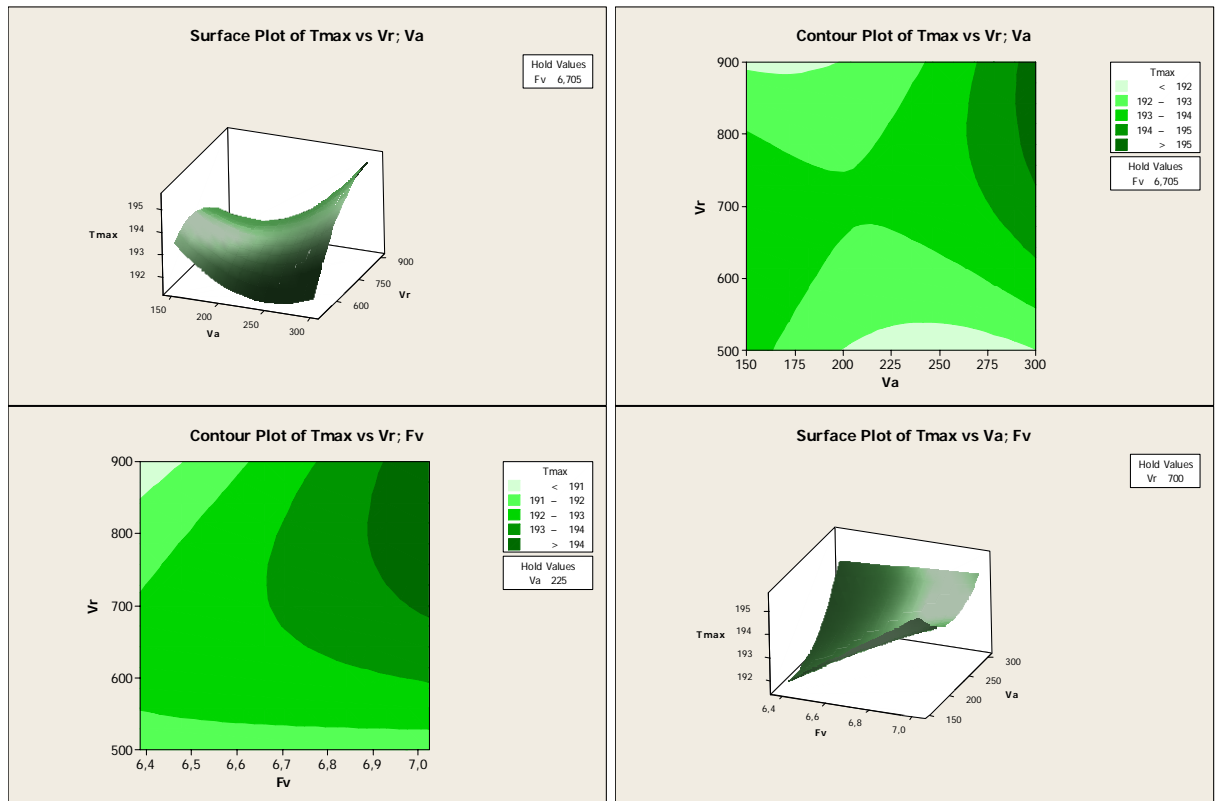 Surface Plot of Tmax vs Vr; Va
Hold Values
Fv 6,705
195
194
193
192
Tmax
150
200
250
300
Va
600
750
900
Vr
Contour Plot of Tmax vs Vr; Va
900
800
700
600
500
Vr
150 175 200 225 250 275 300
Va
Tmax
< 192
192 – 193
193 – 194
194 – 195
> 195
Hold Values
Fv 6,705
Contour Plot of Tmax vs Vr; Fv
900
800
700
600
500
Vr
6,4 6,5 6,6 6,7 6,8 6,9 7,0
Fv
Tmax
< 191
191 – 192
192 – 193
193 – 194
> 194
Hold Values
Va 225
Surface Plot of Tmax vs Va; Fv
Hold Values
Vr 700
195
194
193
192
Tmax
6,4
6,6
6,8
7,0
Fv
150
200
250
300
Va